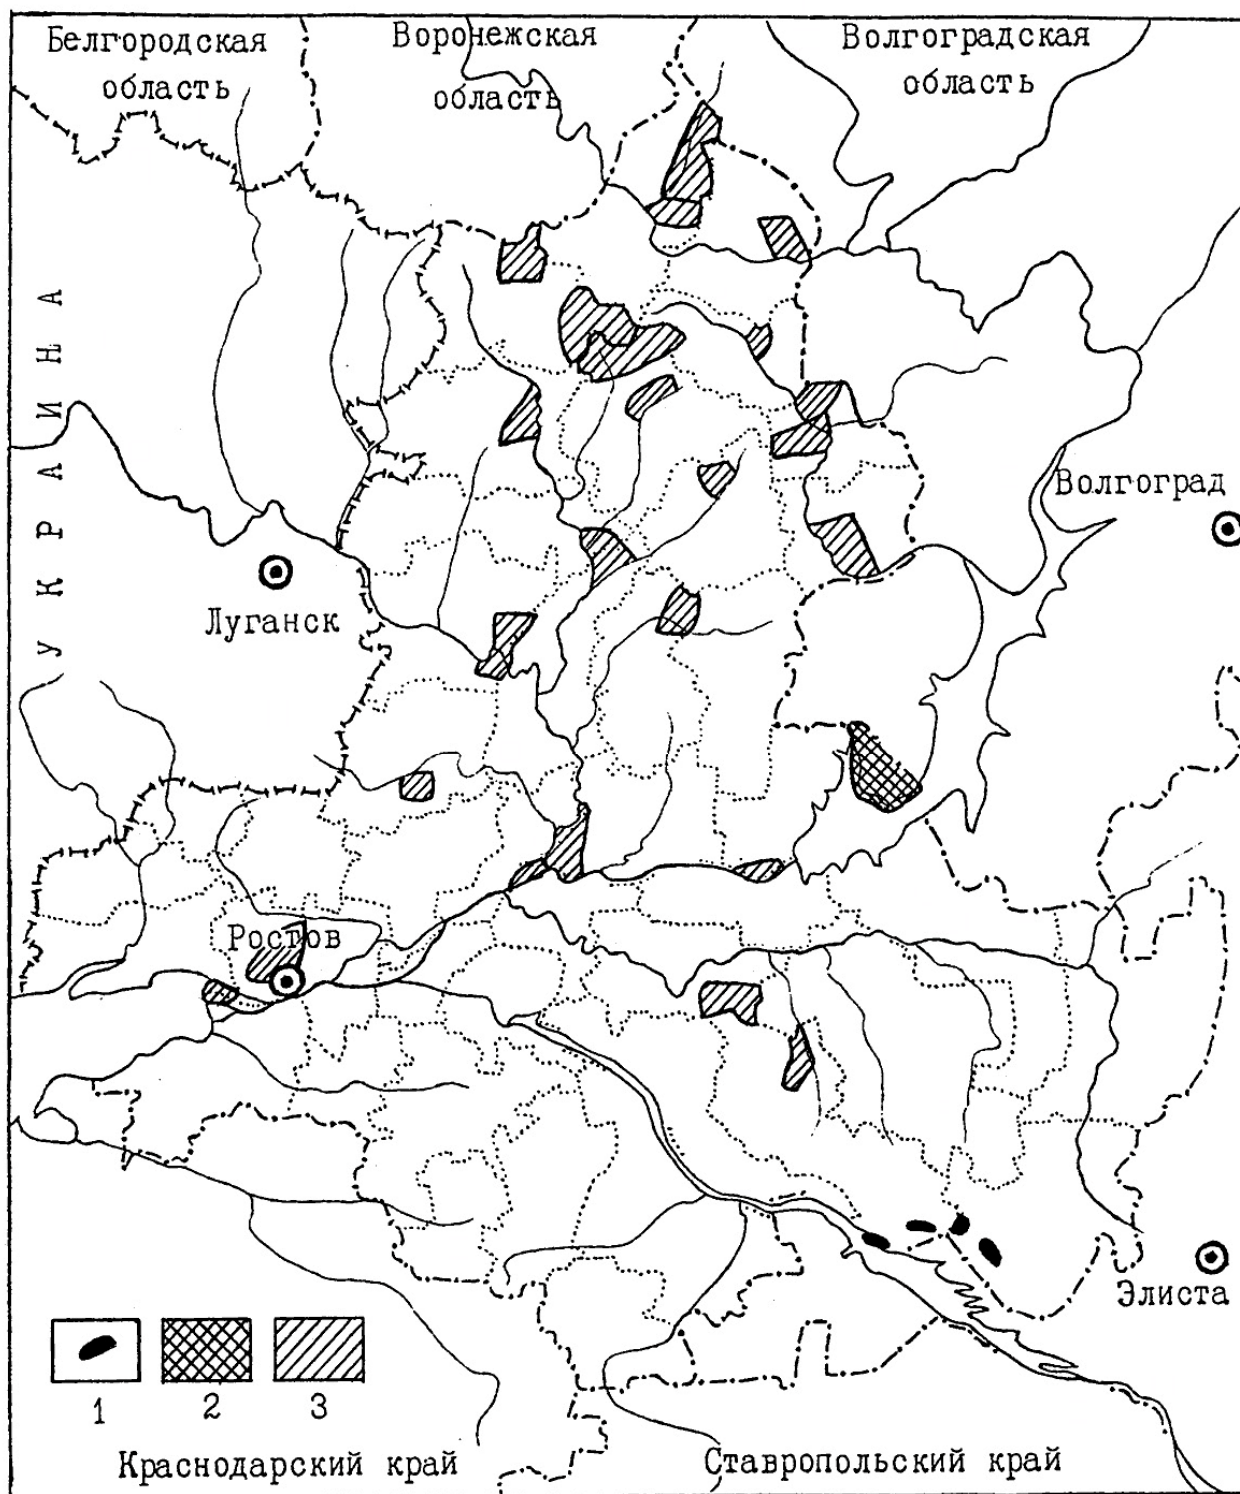 Белгородская
область
Воронежская
область
Волгоградская
область
УКРАИНА
Волгоград
Луганск
Ростов
Элиста
1
2
3
Краснодарский край
Ставропольский край